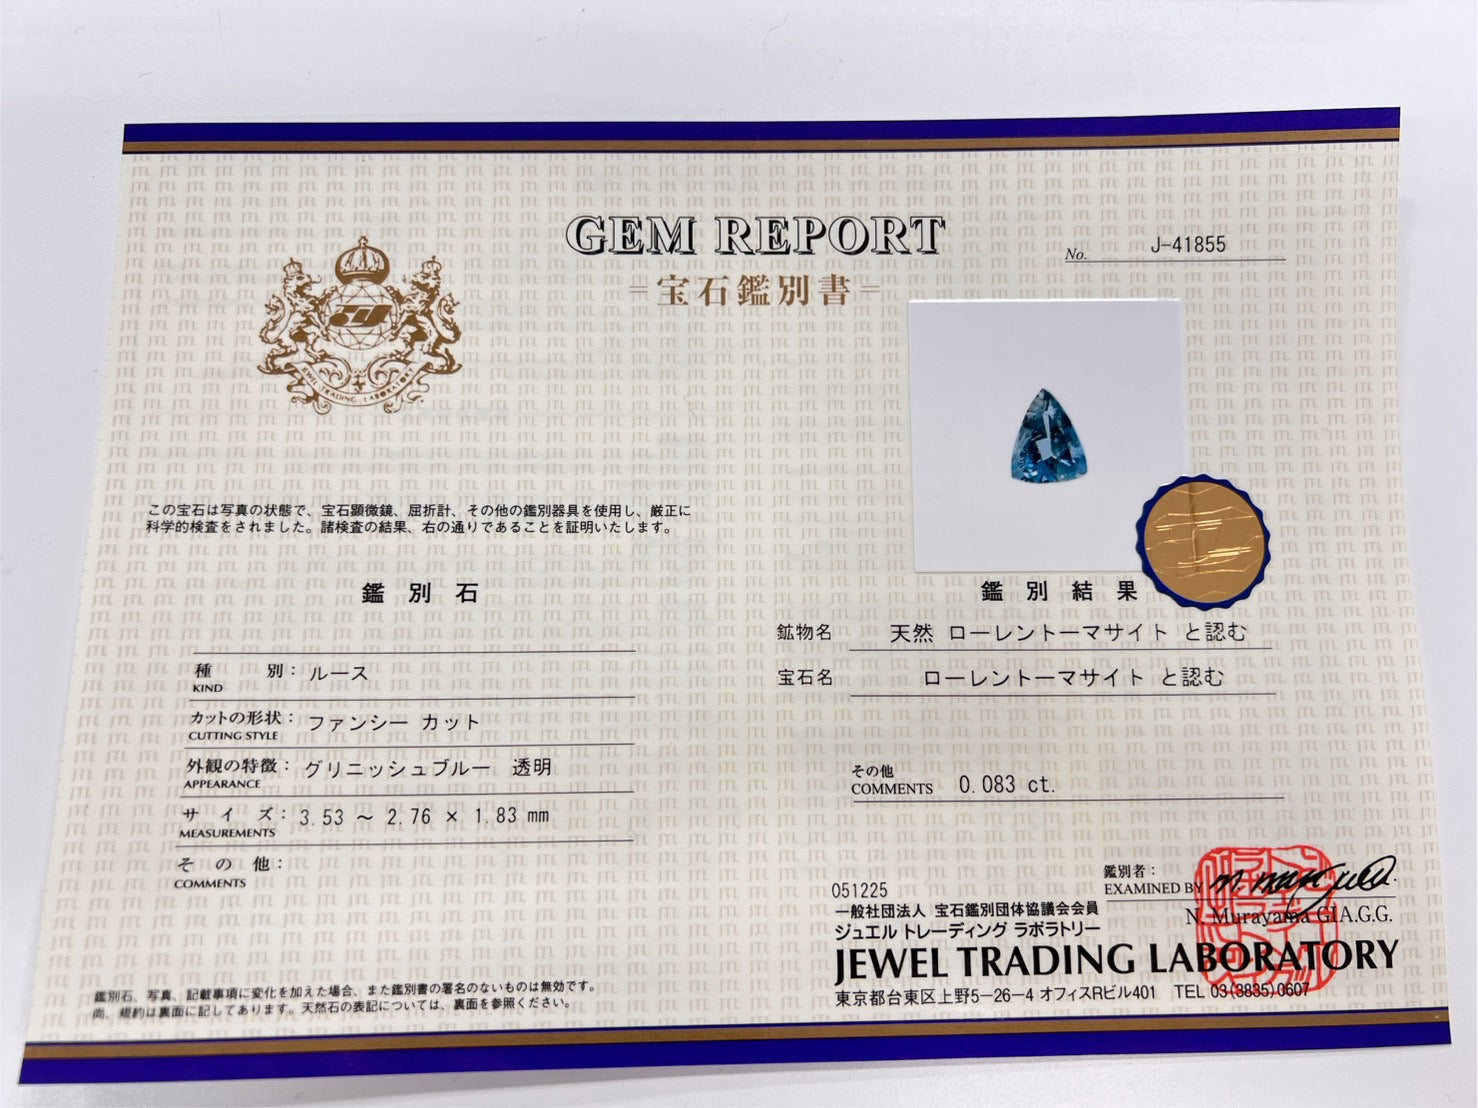 GEM REPORT
=宝石鑑別書=
No. J-41855
JEWEL TRADING LABORATORY
この宝石は写真の状態で、宝石顕微鏡、屈折計、その他の鑑別器具を使用し、厳正に
科学的検査をされました。諸検査の結果、右の通りであることを証明いたします。
鑑別石
種別: ルース
KIND
カットの形状: ファンシー カット
CUTTING STYLE
外観の特徴: グリニッシュブルー 透明
APPEARANCE
サイズ: 3.53 ～ 2.76 × 1.83 mm
MEASUREMENTS
その他:
COMMENTS
鑑別石、写真、記載事項に変化を加えた場合、また鑑別書の署名のないものは無効です。
尚、規約は裏面に記してあります。天然石の表記については、裏面を参照ください。
鑑別結果
鉱物名 天然 ローレントーマサイト と認む
宝石名 ローレントーマサイト と認む
その他
COMMENTS 0.083 ct.
鑑別者:
EXAMINED BY
N. Murayama GIA.G.G.
051225
一般社団法人 宝石鑑別団体協議会会員
ジュエル トレーディング ラボラトリー
JEWEL TRADING LABORATORY
東京都台東区上野5-26-4 オフィスRビル401 TEL 03(3835)0607